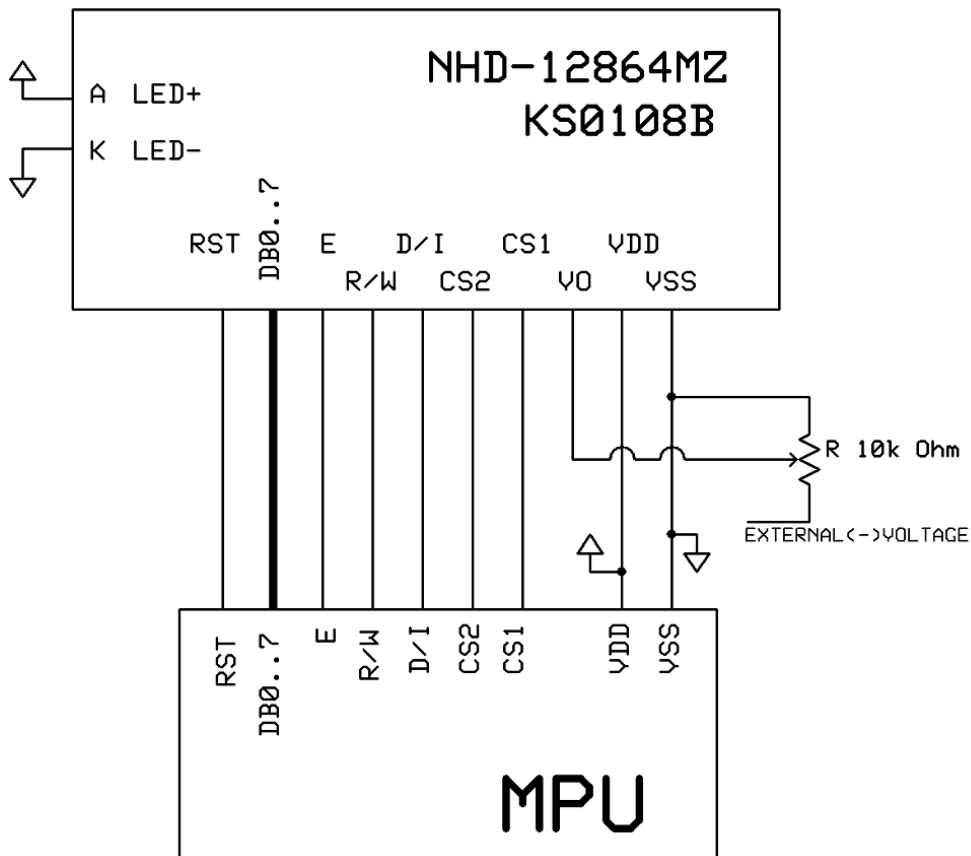 NHD-12864MZ
KS0108B
A LED+
K LED-
RST DB0..7 E D/I CS1 VDD
R/W CS2 VO VSS
R 10k Ohm
EXTERNAL(-)VOLTAGE
RST DB0..7 E R/W D/I CS2 CS1 VDD VSS
MPU